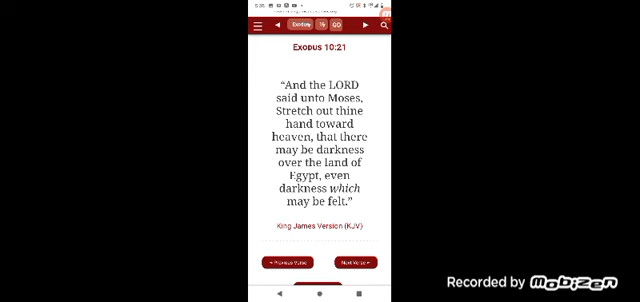 5:35
Exodus
GO
Exodus 10:21
“And the LORD
said unto Moses,
Stretch out thine
hand toward
heaven, that there
may be darkness
over the land of
Egypt, even
darkness which
may be felt.”
King James Version (KJV)
Previous Verse
Next Verse
Recorded by Mobizen